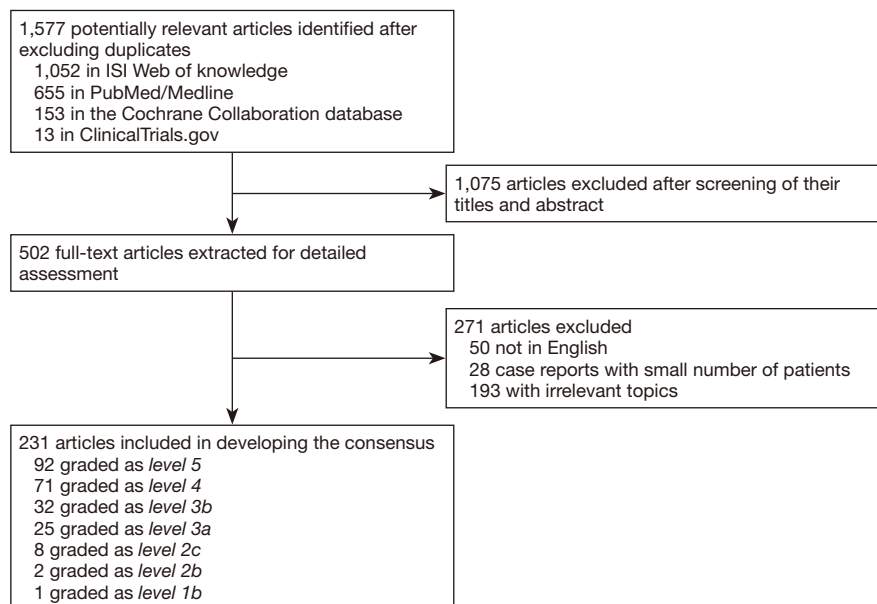 1,577 potentially relevant articles identified after
excluding duplicates
1,052 in ISI Web of knowledge
655 in PubMed/Medline
153 in the Cochrane Collaboration database
13 in ClinicalTrials.gov
1,075 articles excluded after screening of their
titles and abstract
502 full-text articles extracted for detailed
assessment
271 articles excluded
50 not in English
28 case reports with small number of patients
193 with irrelevant topics
231 articles included in developing the consensus
92 graded as level 5
71 graded as level 4
32 graded as level 3b
25 graded as level 3a
8 graded as level 2c
2 graded as level 2b
1 graded as level 1b